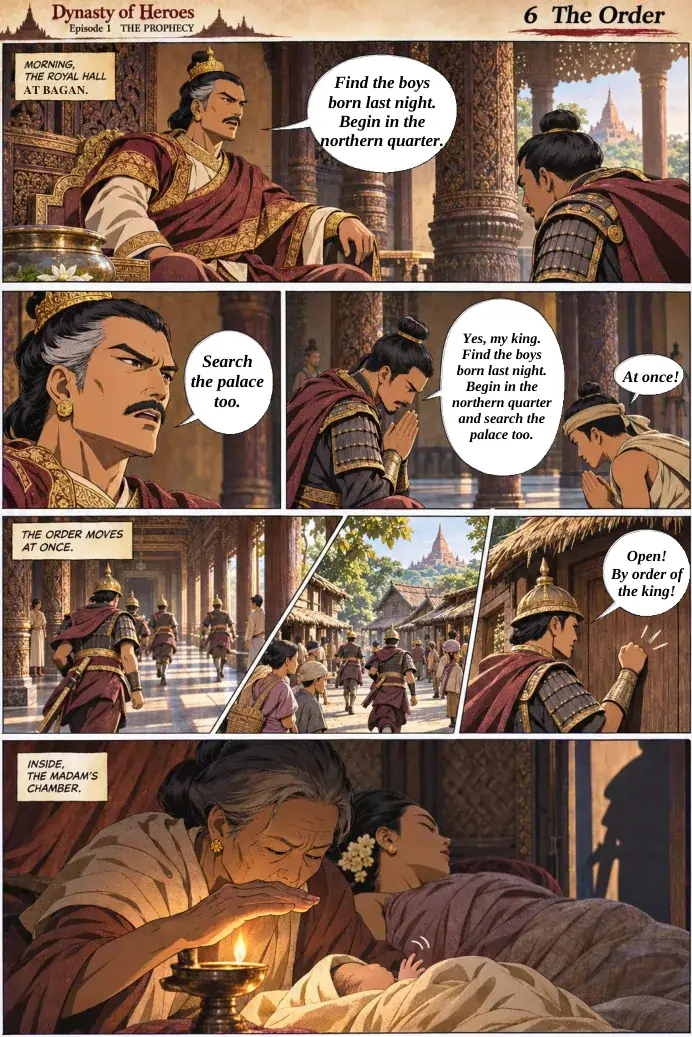 Dynasty of Heroes
Episode 1 THE PROPHECY
6 The Order
MORNING,
THE ROYAL HALL
AT BAGAN.
Find the boys
born last night.
Begin in the
northern quarter.
Search
the palace
too.
Yes, my king.
Find the boys
born last night.
Begin in the
northern quarter
and search the
palace too.
At once!
THE ORDER MOVES
AT ONCE.
Open!
By order of
the king!
INSIDE,
THE MADAM'S
CHAMBER.